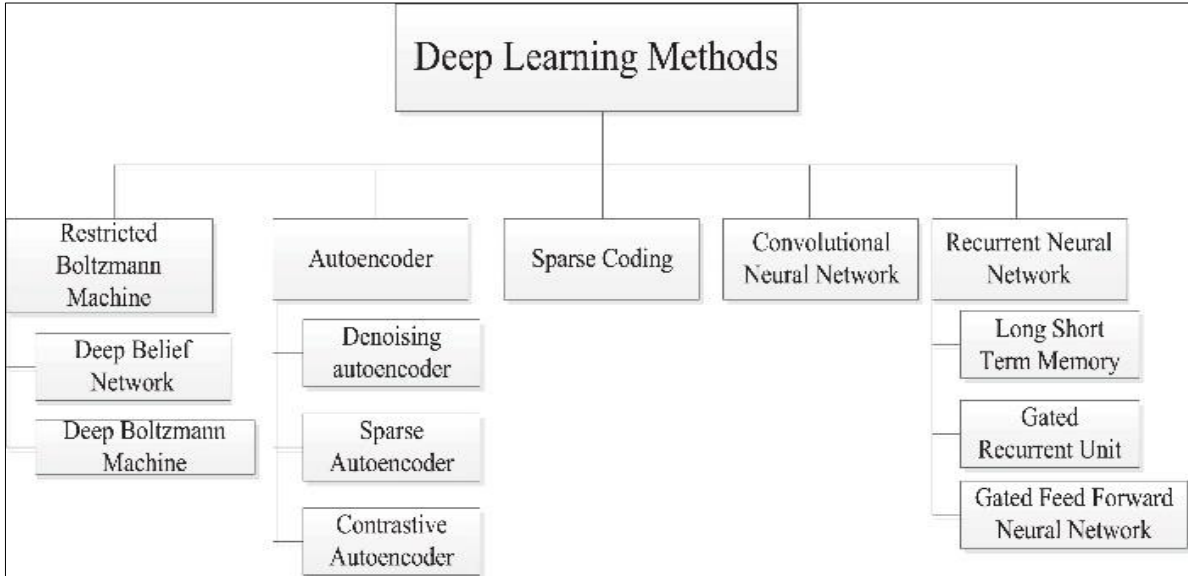 Deep Learning Methods
Restricted
Boltzmann
Machine
Autoencoder
Sparse Coding
Convolutional
Neural Network
Recurrent Neural
Network
Deep Belief
Network
Deep Boltzmann
Machine
Denoising
autoencoder
Sparse
Autoencoder
Contrastive
Autoencoder
Long Short
Term Memory
Gated
Recurrent Unit
Gated Feed Forward
Neural Network